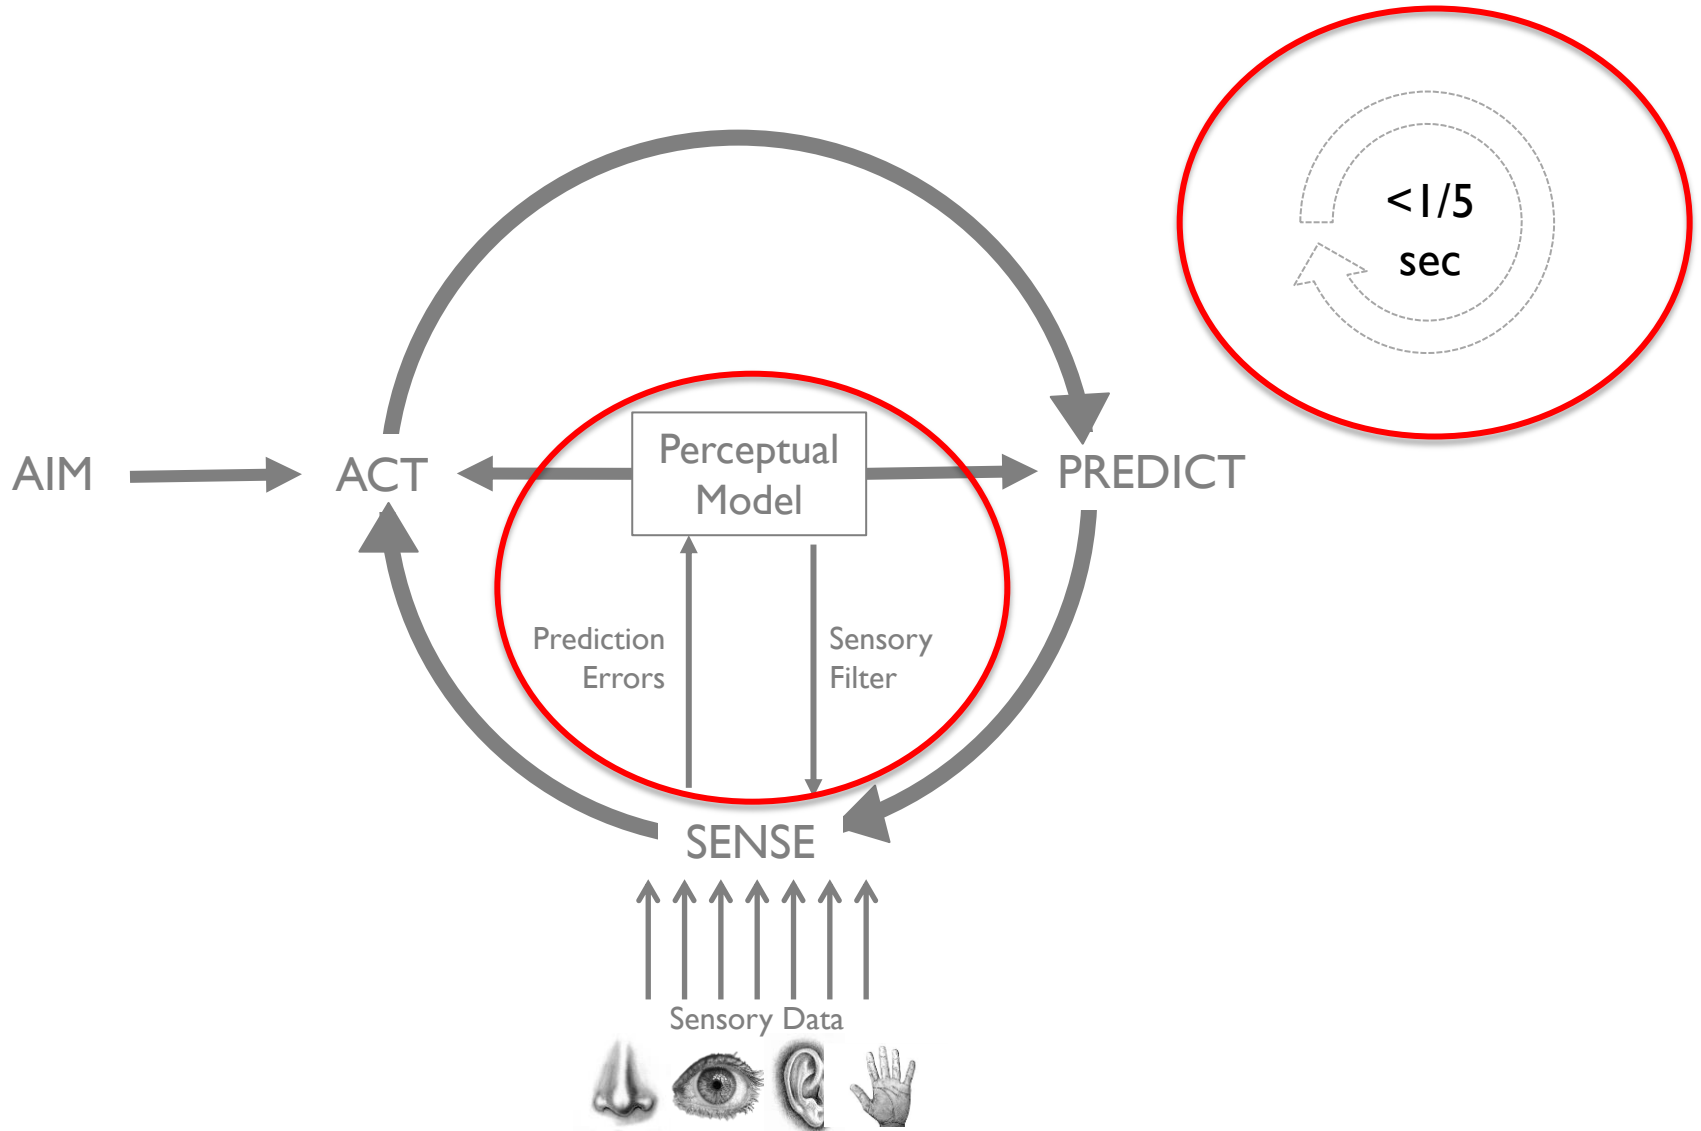 <1/5
sec
AIM
ACT
Perceptual
Model
PREDICT
Prediction
Errors
Sensory
Filter
SENSE
Sensory Data